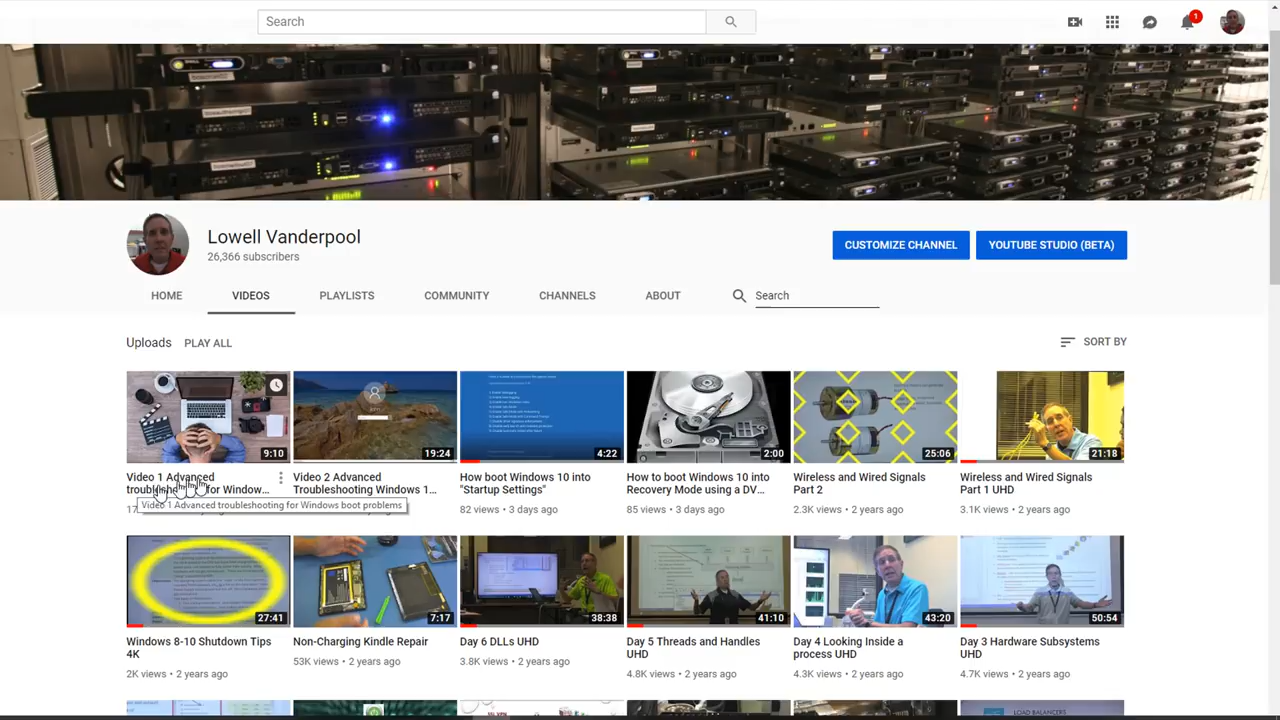 Search
1
Lowell Vanderpool
26,366 subscribers
CUSTOMIZE CHANNEL
YOUTUBE STUDIO (BETA)
HOME VIDEOS PLAYLISTS COMMUNITY CHANNELS ABOUT Search
Uploads PLAY ALL SORT BY
9:10 19:24 4:22 2:00 25:06 21:18
Video 1 Advanced
for Window...
Video 1 Advanced troubleshooting for Windows boot problems
Video 2 Advanced
Troubleshooting Windows 1...
How boot Windows 10 into
"Startup Settings"
82 views • 3 days ago
How to boot Windows 10 into
Recovery Mode using a DV...
85 views • 3 days ago
Wireless and Wired Signals
Part 2
2.3K views • 2 years ago
Wireless and Wired Signals
Part 1 UHD
3.1K views • 2 years ago
27:41 7:17 38:38 41:10 43:20 50:54
Windows 8-10 Shutdown Tips
4K
2K views • 2 years ago
Non-Charging Kindle Repair
53K views • 2 years ago
Day 6 DLLs UHD
3.8K views • 2 years ago
Day 5 Threads and Handles
UHD
4.8K views • 2 years ago
Day 4 Looking Inside a
process UHD
4.3K views • 2 years ago
Day 3 Hardware Subsystems
UHD
4.7K views • 2 years ago
LOAD BALANCERS